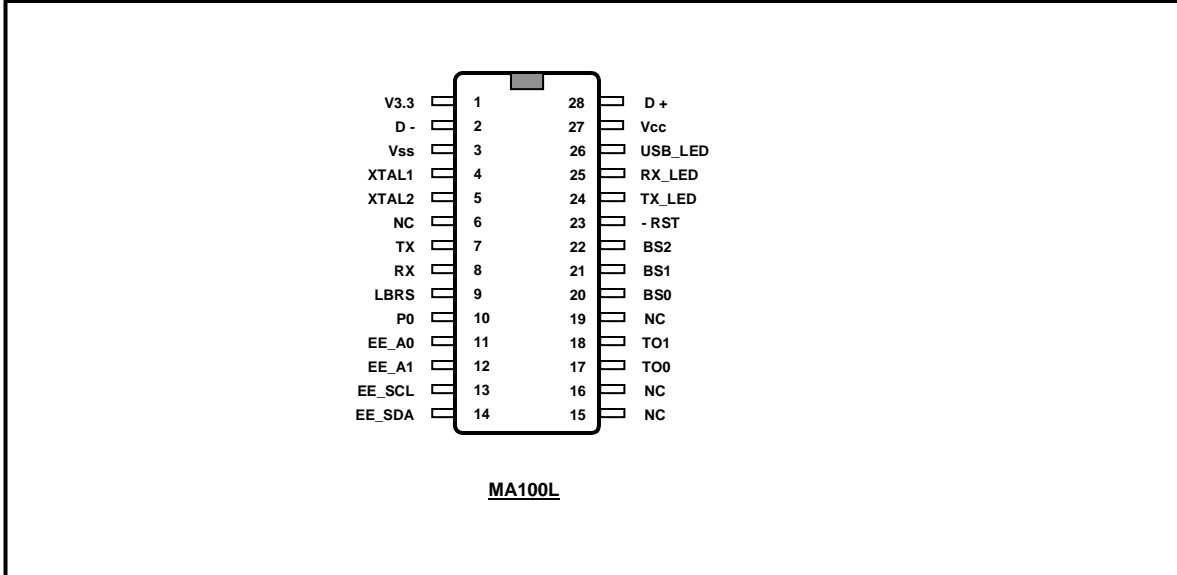 V3.3 1 28 D +
D - 2 27 Vcc
Vss 3 26 USB_LED
XTAL1 4 25 RX_LED
XTAL2 5 24 TX_LED
NC 6 23 - RST
TX 7 22 BS2
RX 8 21 BS1
LBRS 9 20 BS0
P0 10 19 NC
EE_A0 11 18 TO1
EE_A1 12 17 TO0
EE_SCL 13 16 NC
EE_SDA 14 15 NC
MA100L